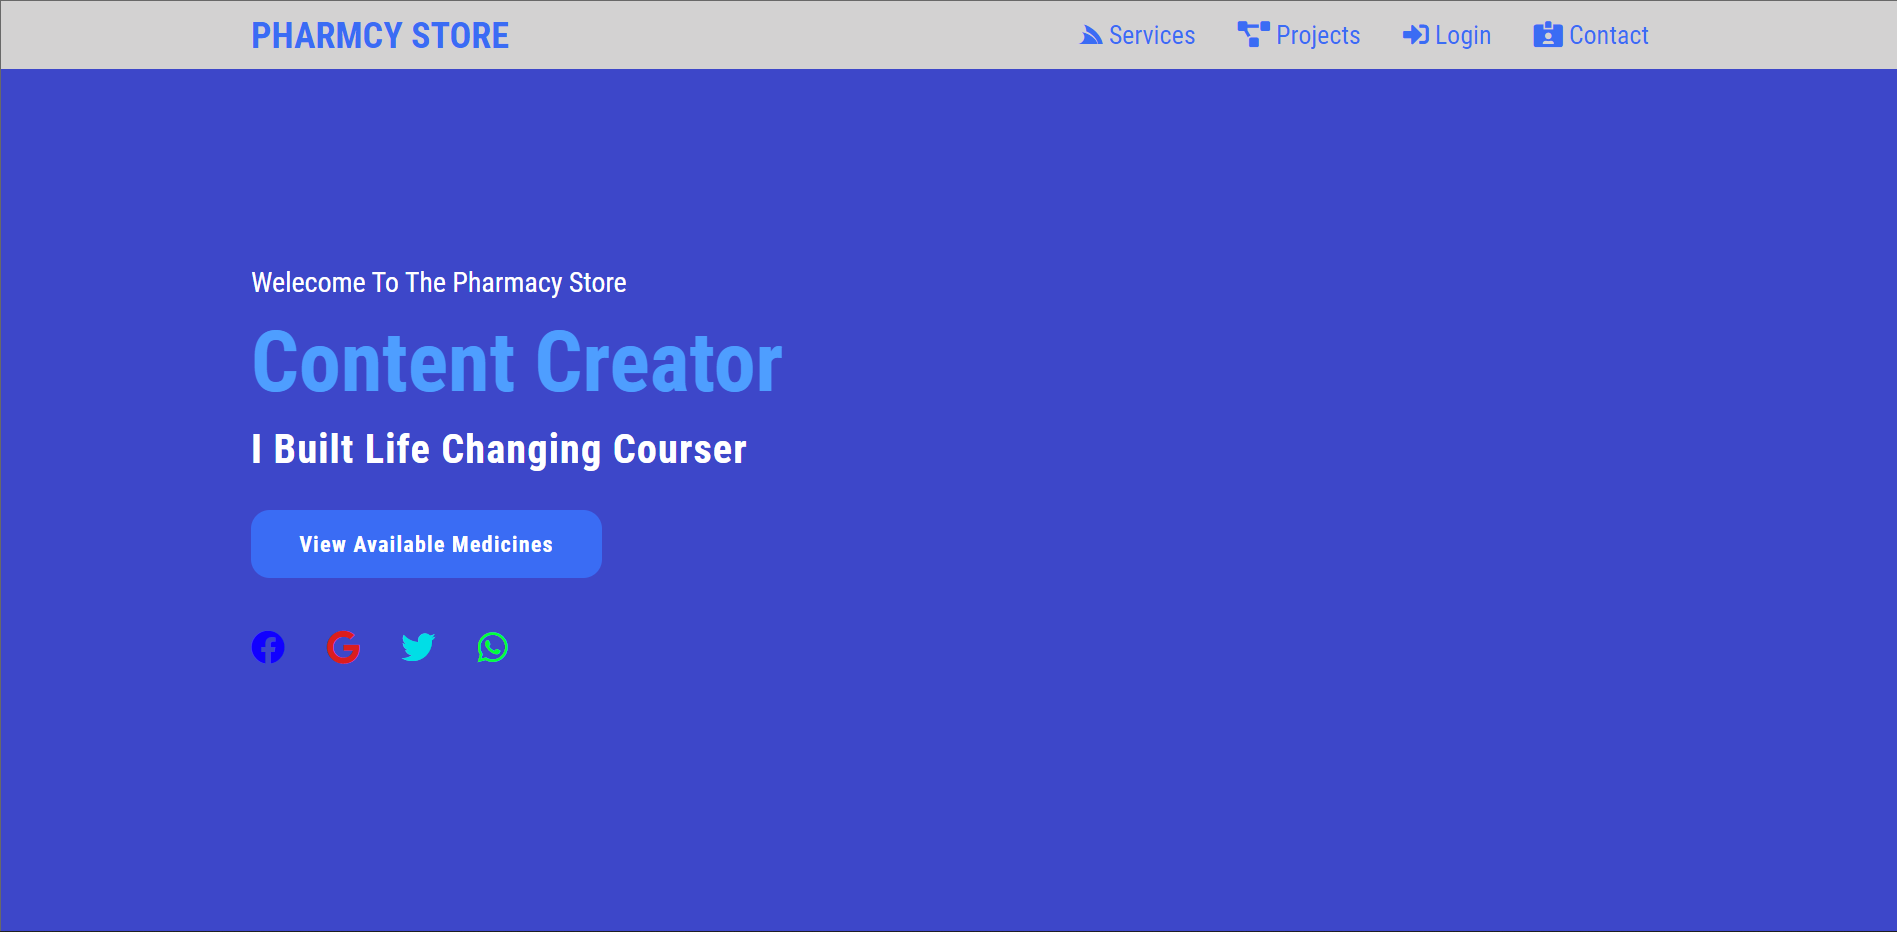 PHARMCY STORE
Services Projects Login Contact
Welecome To The Pharmacy Store
Content Creator
I Built Life Changing Courser
View Available Medicines